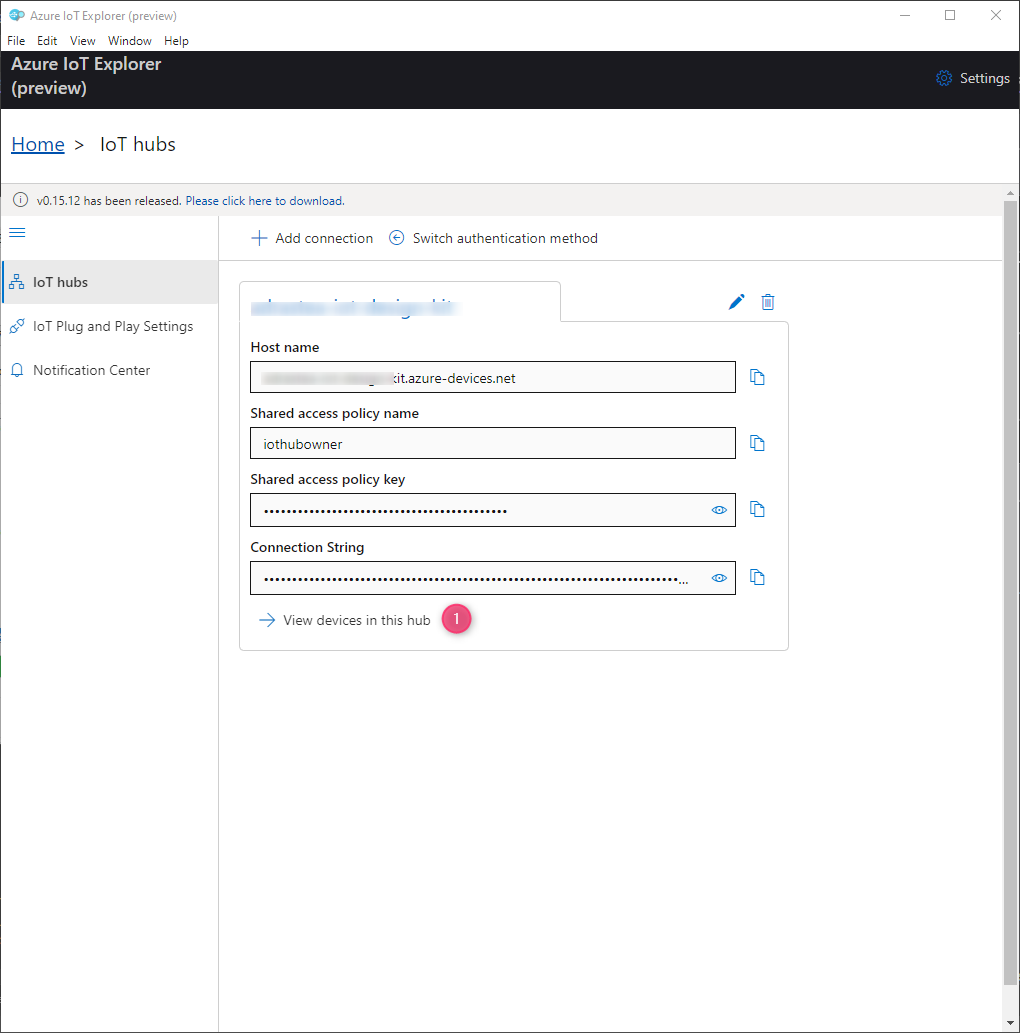 Azure IoT Explorer (preview)
File Edit View Window Help
Azure IoT Explorer
(preview)
Settings
Home > IoT hubs
v0.15.12 has been released. Please click here to download.
Add connection
Switch authentication method
IoT hubs
IoT Plug and Play Settings
Notification Center
Host name
kit.azure-devices.net
Shared access policy name
iothubowner
Shared access policy key
•••••••••••••••••••••••••••••••••••••••••••
Connection String
••••••••••••••••••••••••••••••••••••••••••••••••••••••••••••••••••••••••••...
View devices in this hub 1